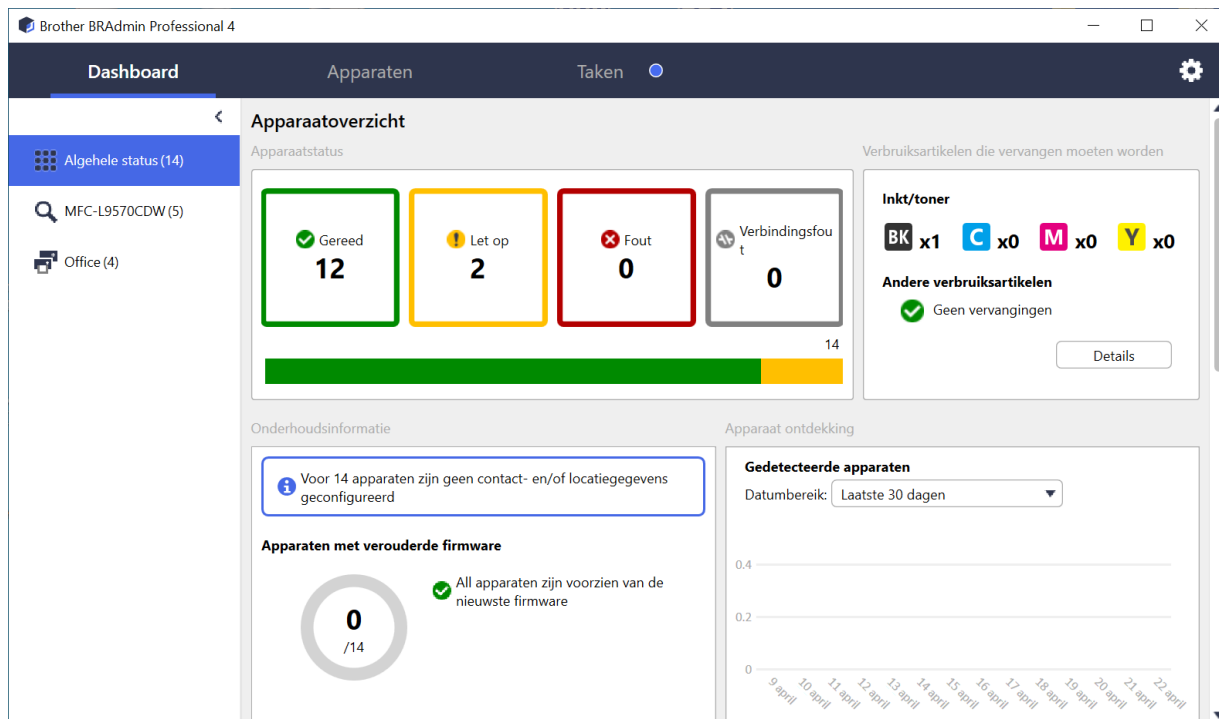 Brother BRAdmin Professional 4
Dashboard
Apparaten
Taken
Algehele status (14)
MFC-L9570CDW (5)
Office (4)
Apparaatoverzicht
Apparaatstatus
Gereed
12
Let op
2
Fout
0
Verbindingsfou
t
0
14
Verbruiksartikelen die vervangen moeten worden
Inkt/toner
BK x1 C x0 M x0 Y x0
Andere verbruiksartikelen
Geen vervangingen
Details
Onderhoudsinformatie
Voor 14 apparaten zijn geen contact- en/of locatiegegevens
geconfigureerd
Apparaten met verouderde firmware
0
/14
All apparaten zijn voorzien van de
nieuwste firmware
Apparaat ontdekking
Gedetecteerde apparaten
Datumbereik: Laatste 30 dagen
0.4
0.2
0
9 april
10 april
11 april
12 april
13 april
14 april
15 april
16 april
17 april
18 april
19 april
20 april
21 april
22 april